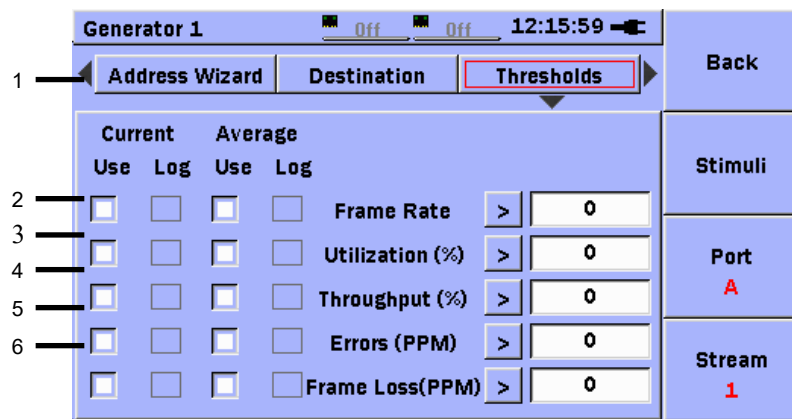 Generator 1 Off Off 12:15:59
Back
1 Address Wizard Destination Thresholds
Current Average
Use Log Use Log
Stimuli
2 Frame Rate > 0
3
Utilization (%) > 0
Port
A
4
Throughput (%) > 0
5
6 Errors (PPM) > 0
Stream
1
Frame Loss(PPM) > 0